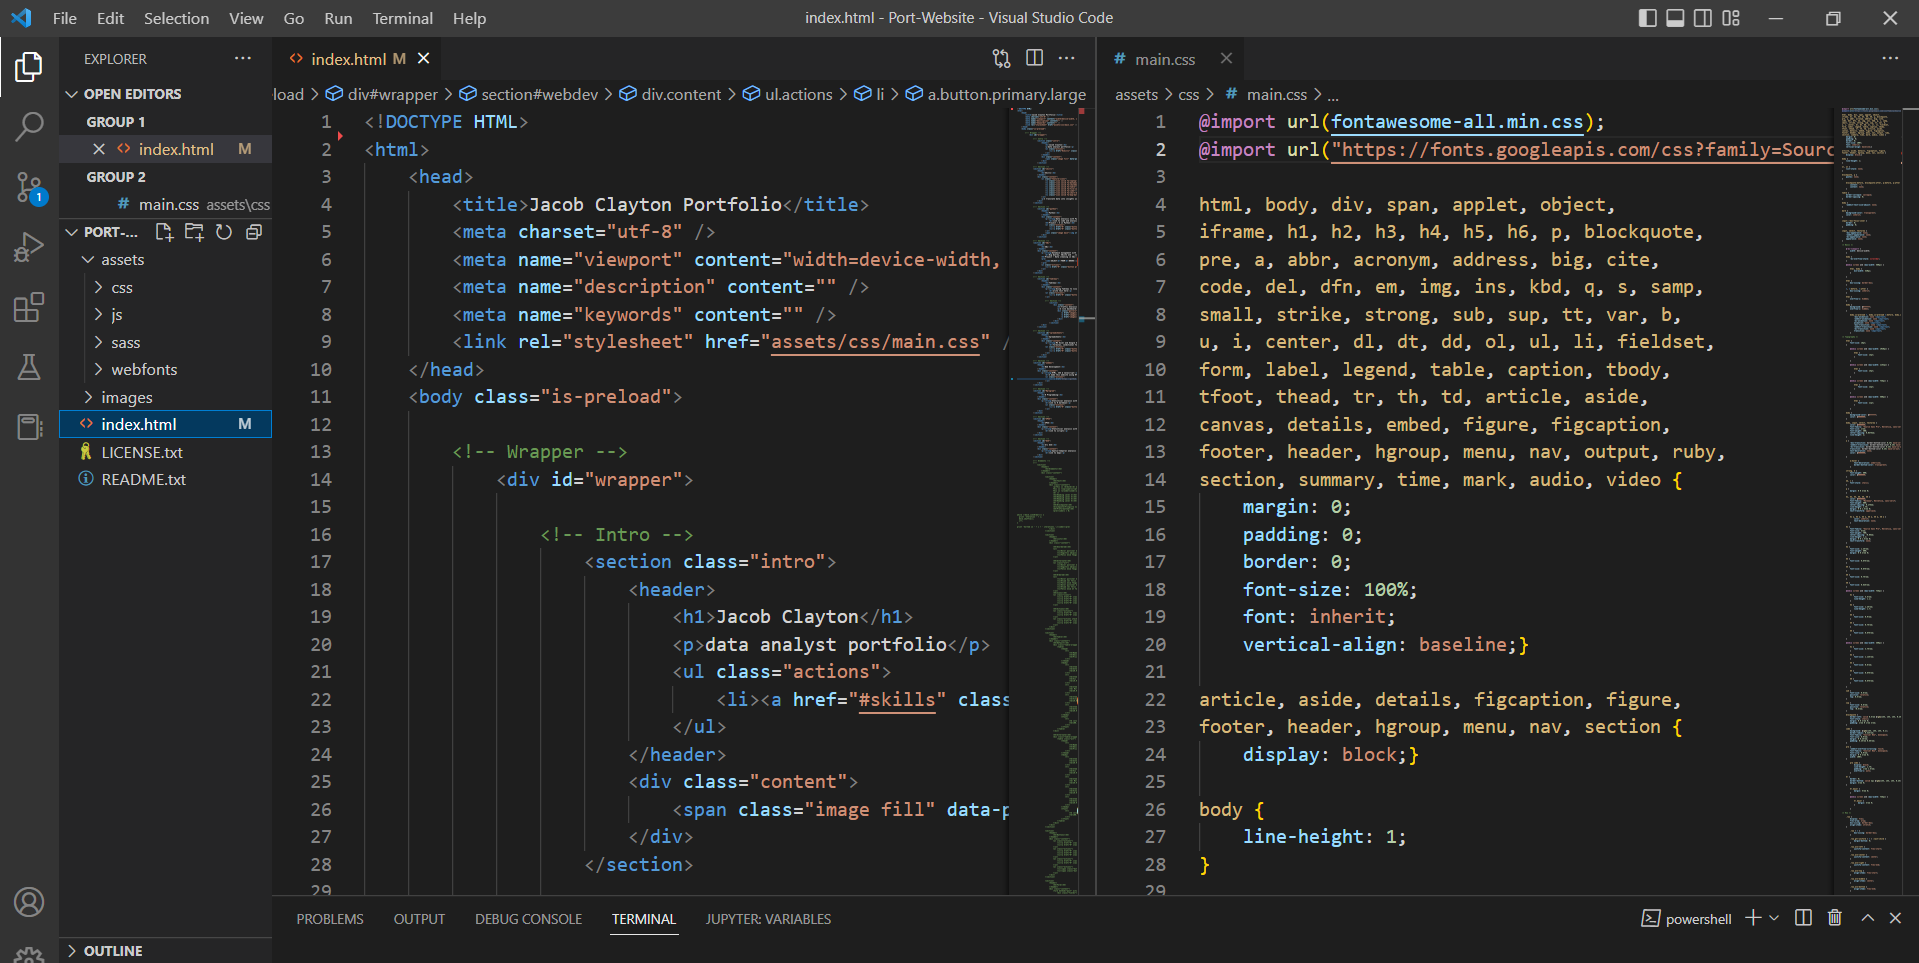 File Edit Selection View Go Run Terminal Help
index.html - Port-Website - Visual Studio Code
EXPLORER
OPEN EDITORS
GROUP 1
index.html M
GROUP 2
main.css assets\css
PORT-...
assets
css
js
sass
webfonts
images
index.html M
LICENSE.txt
README.txt
OUTLINE
1
index.html M
load > div#wrapper > section#webdev > div.content > ul.actions > li > a.button.primary.large
1 <!DOCTYPE HTML>
2 <html>
3 <head>
4 <title>Jacob Clayton Portfolio</title>
5 <meta charset="utf-8" />
6 <meta name="viewport" content="width=device-width,
7 <meta name="description" content="" />
8 <meta name="keywords" content="" />
9 <link rel="stylesheet" href="assets/css/main.css" /
10 </head>
11 <body class="is-preload">
12
13 <!-- Wrapper -->
14 <div id="wrapper">
15
16 <!-- Intro -->
17 <section class="intro">
18 <header>
19 <h1>Jacob Clayton</h1>
20 <p>data analyst portfolio</p>
21 <ul class="actions">
22 <li><a href="#skills" class
23 </ul>
24 </header>
25 <div class="content">
26 <span class="image fill" data-p
27 </div>
28 </section>
29
# main.css
assets > css > # main.css > ...
1 @import url(fontawesome-all.min.css);
2 @import url("https://fonts.googleapis.com/css?family=Sourc
3
4 html, body, div, span, applet, object,
5 iframe, h1, h2, h3, h4, h5, h6, p, blockquote,
6 pre, a, abbr, acronym, address, big, cite,
7 code, del, dfn, em, img, ins, kbd, q, s, samp,
8 small, strike, strong, sub, sup, tt, var, b,
9 u, i, center, dl, dt, dd, ol, ul, li, fieldset,
10 form, label, legend, table, caption, tbody,
11 tfoot, thead, tr, th, td, article, aside,
12 canvas, details, embed, figure, figcaption,
13 footer, header, hgroup, menu, nav, output, ruby,
14 section, summary, time, mark, audio, video {
15 margin: 0;
16 padding: 0;
17 border: 0;
18 font-size: 100%;
19 font: inherit;
20 vertical-align: baseline;}
21
22 article, aside, details, figcaption, figure,
23 footer, header, hgroup, menu, nav, section {
24 display: block;}
25
26 body {
27 line-height: 1;
28 }
29
PROBLEMS OUTPUT DEBUG CONSOLE TERMINAL JUPYTER: VARIABLES
powershell